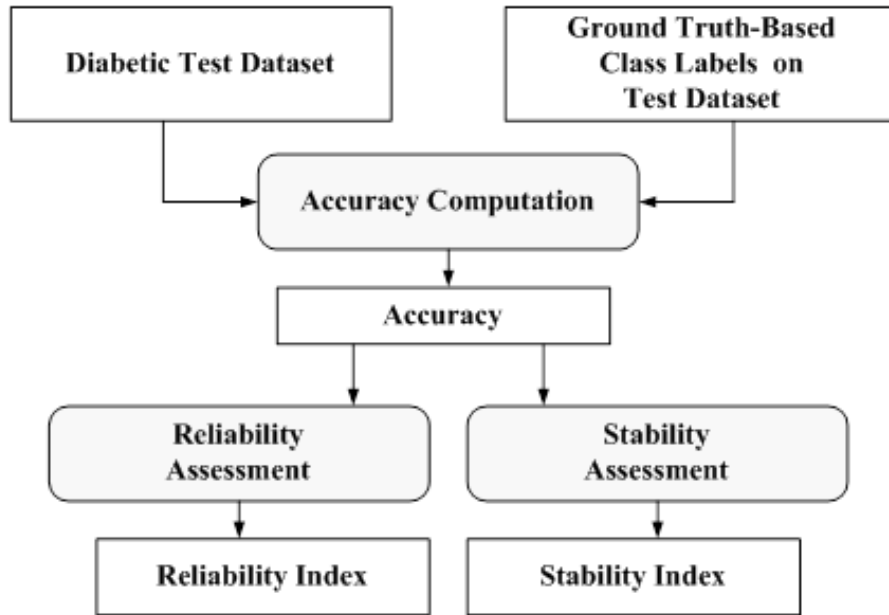 Diabetic Test Dataset
Ground Truth-Based
Class Labels on
Test Dataset
Accuracy Computation
Accuracy
Reliability
Assessment
Stability
Assessment
Reliability Index
Stability Index